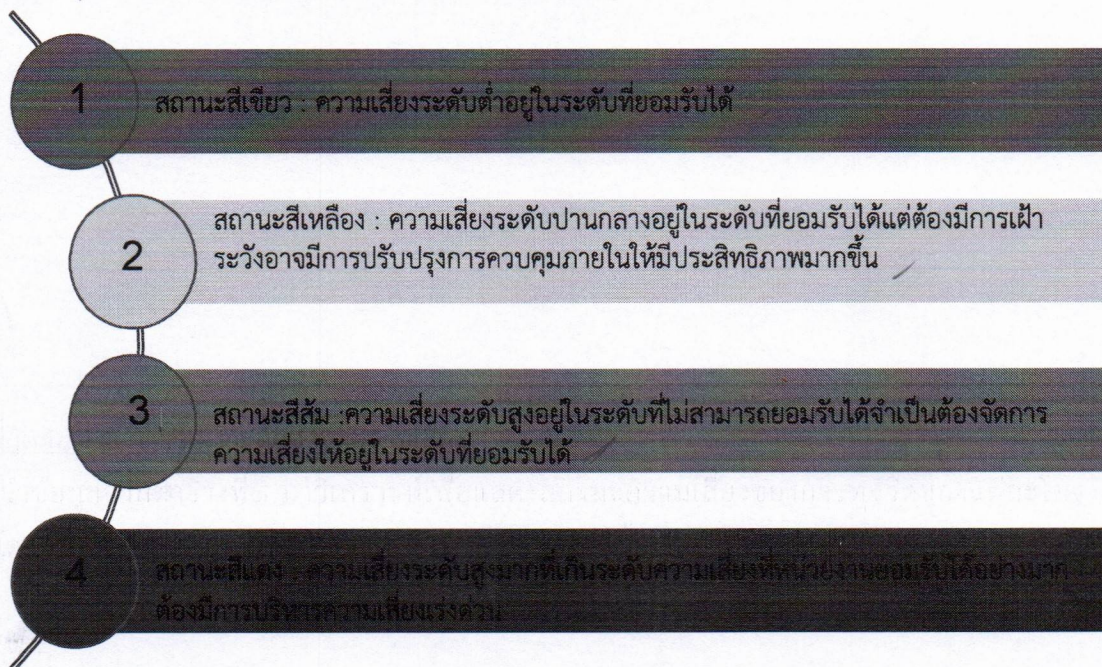 1
สถานะสีเขียว : ความเสี่ยงระดับต่ำอยู่ในระดับที่ยอมรับได้
2
สถานะสีเหลือง : ความเสี่ยงระดับปานกลางอยู่ในระดับที่ยอมรับได้แต่ต้องมีการเฝ้า
ระวังอาจมีการปรับปรุงการควบคุมภายในให้มีประสิทธิภาพมากขึ้น
3
สถานะสีส้ม :ความเสี่ยงระดับสูงอยู่ในระดับที่ไม่สามารถยอมรับได้จำเป็นต้องจัดการ
ความเสี่ยงให้อยู่ในระดับที่ยอมรับได้
4
สถานะสีแดง : ความเสี่ยงระดับสูงมากที่เกินระดับความเสี่ยงที่หน่วยงานยอมรับได้อย่างมาก
ต้องมีการบริหารความเสี่ยงเร่งด่วน